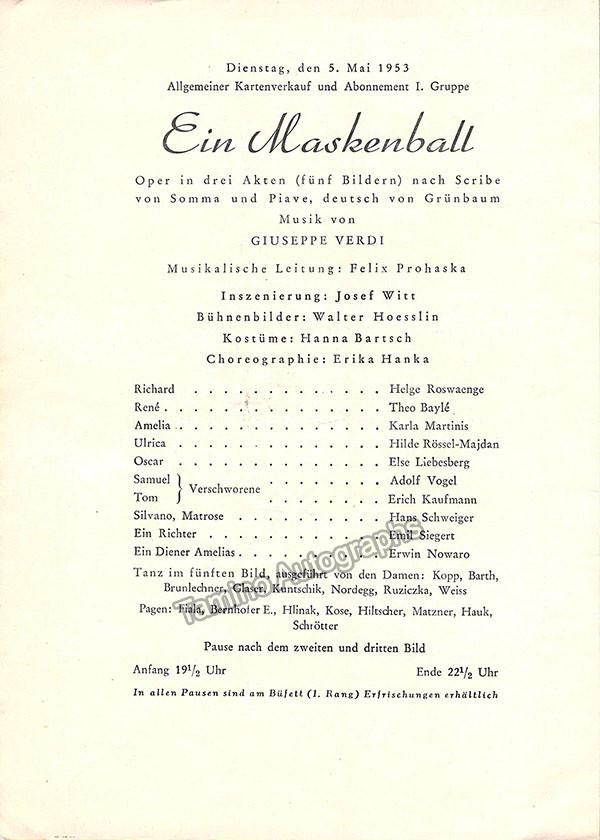 Dienstag, den 5. Mai 1953
Allgemeiner Kartenverkauf und Abonnement I. Gruppe
Ein Maskenball
Oper in drei Akten (fünf Bildern) nach Scribe
von Somma und Piave, deutsch von Grünbaum
Musik von
GIUSEPPE VERDI
Musikalische Leitung: Felix Prohaska
Inszenierung: Josef Witt
Bühnenbilder: Walter Hoesslin
Kostüme: Hanna Bartsch
Choreographie: Erika Hanka
Richard . . . . . . . . . . . . . Helge Roswaenge
René . . . . . . . . . . . . . . Theo Baylé
Amelia . . . . . . . . . . . . . . Karla Martinis
Ulrica . . . . . . . . . . . . . . Hilde Rössel-Majdan
Oscar . . . . . . . . . . . . . . Else Liebesberg
Samuel } Verschworene . . . . . . . . Adolf Vogel
Tom } . . . . . . . . Erich Kaufmann
Silvano, Matrose . . . . . . . . . . Hans Schweiger
Ein Richter . . . . . . . . . . . . Emil Siegert
Ein Diener Amelias . . . . . . . . . . Erwin Nowaro
Tanz im fünften Bild, ausgeführt von den Damen: Kopp, Barth,
Brunlechner, Glaser, Kuntschik, Nordegg, Ruziczka, Weiss
Pagen: Fiala, Bernhofer E., Hlinak, Kose, Hiltscher, Matzner, Hauk,
Schrötter
Pause nach dem zweiten und dritten Bild
Anfang 19½ Uhr Ende 22½ Uhr
In allen Pausen sind am Büfett (I. Rang) Erfrischungen erhältlich
Tamino Autographs